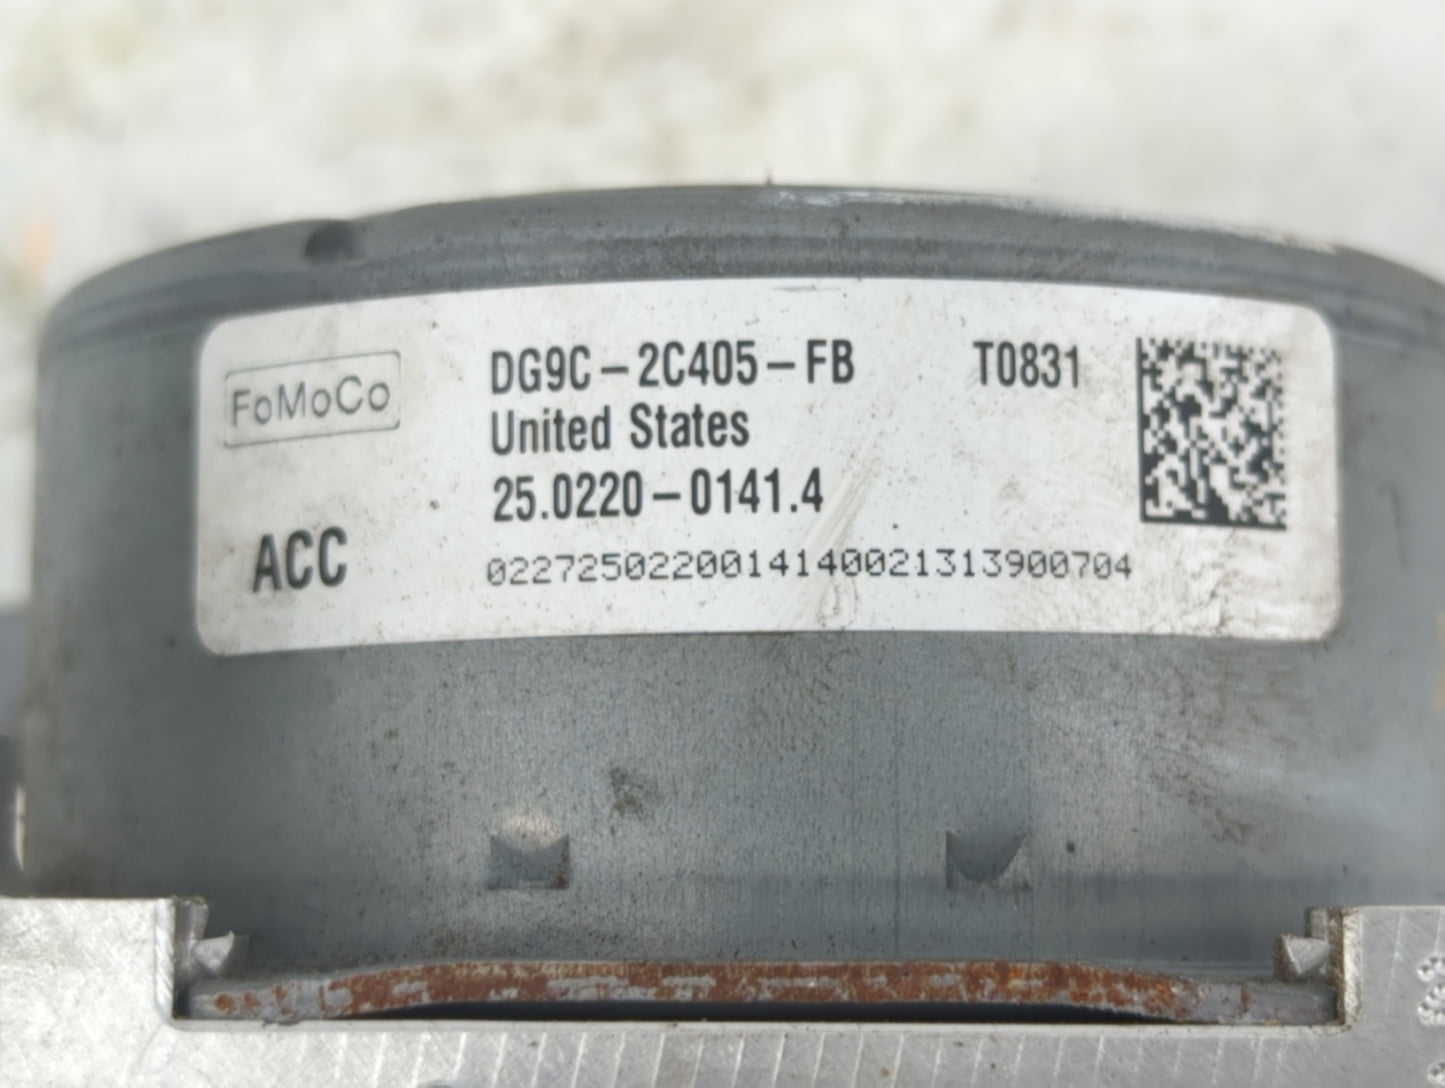 FoMoCo
DG9C-2C405-FB T0831
United States
25.0220-0141.4
ACC
0227250220014140021313900704